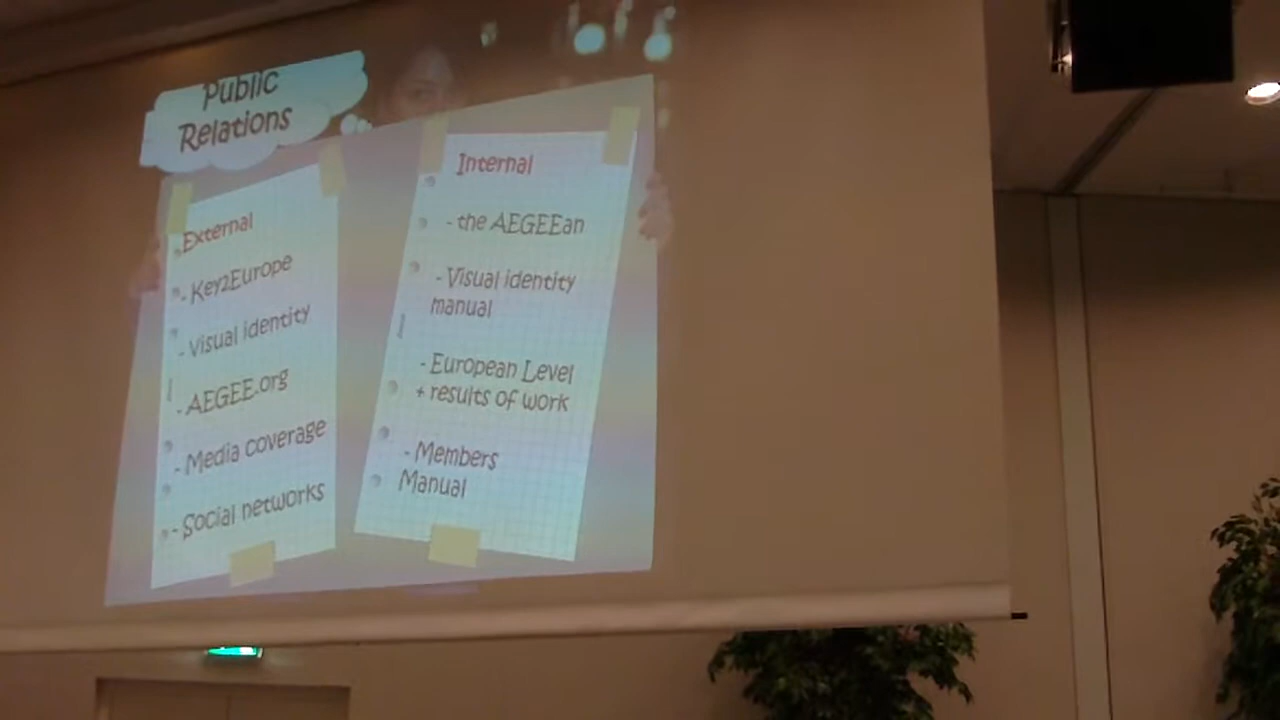 Public
Relations
External
- Key2Europe
- Visual identity
- AEGEE.org
- Media coverage
- Social networks
Internal
- the AEGEEan
- Visual identity
manual
- European Level
+ results of work
- Members
Manual